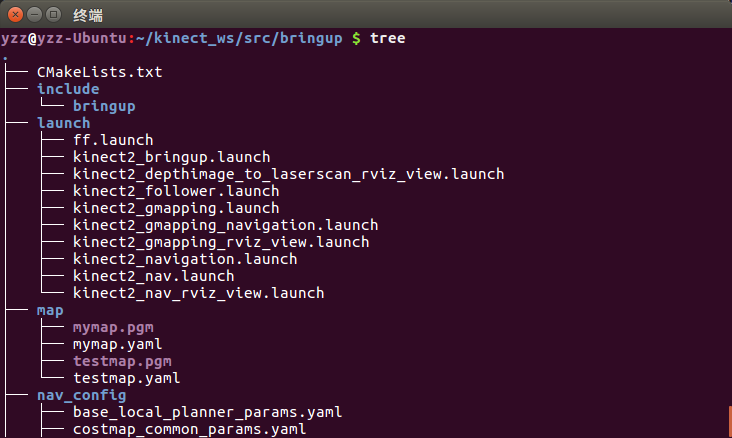 终端
yzz@yzz-Ubuntu:~/kinect_ws/src/bringup $ tree
.
├── CMakeLists.txt
├── include
│   └── bringup
├── launch
│   ├── ff.launch
│   ├── kinect2_bringup.launch
│   ├── kinect2_depthimage_to_laserscan_rviz_view.launch
│   ├── kinect2_follower.launch
│   ├── kinect2_gmapping.launch
│   ├── kinect2_gmapping_navigation.launch
│   ├── kinect2_gmapping_rviz_view.launch
│   ├── kinect2_navigation.launch
│   ├── kinect2_nav.launch
│   └── kinect2_nav_rviz_view.launch
├── map
│   ├── mymap.pgm
│   ├── mymap.yaml
│   ├── testmap.pgm
│   └── testmap.yaml
├── nav_config
│   ├── base_local_planner_params.yaml
│   ├── costmap_common_params.yaml